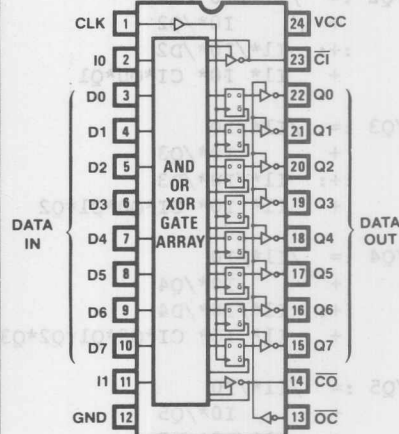 CLK 1 24 VCC
I0 2 23 CI
D0 3 22 Q0
D1 4 21 Q1
D2 5 20 Q2
D3 6 19 Q3
D4 7 18 Q4
D5 8 17 Q5
D6 9 16 Q6
D7 10 15 Q7
I1 11 14 CO
GND 12 13 OC
DATA
IN
AND
OR
XOR
GATE
ARRAY
DATA
OUT